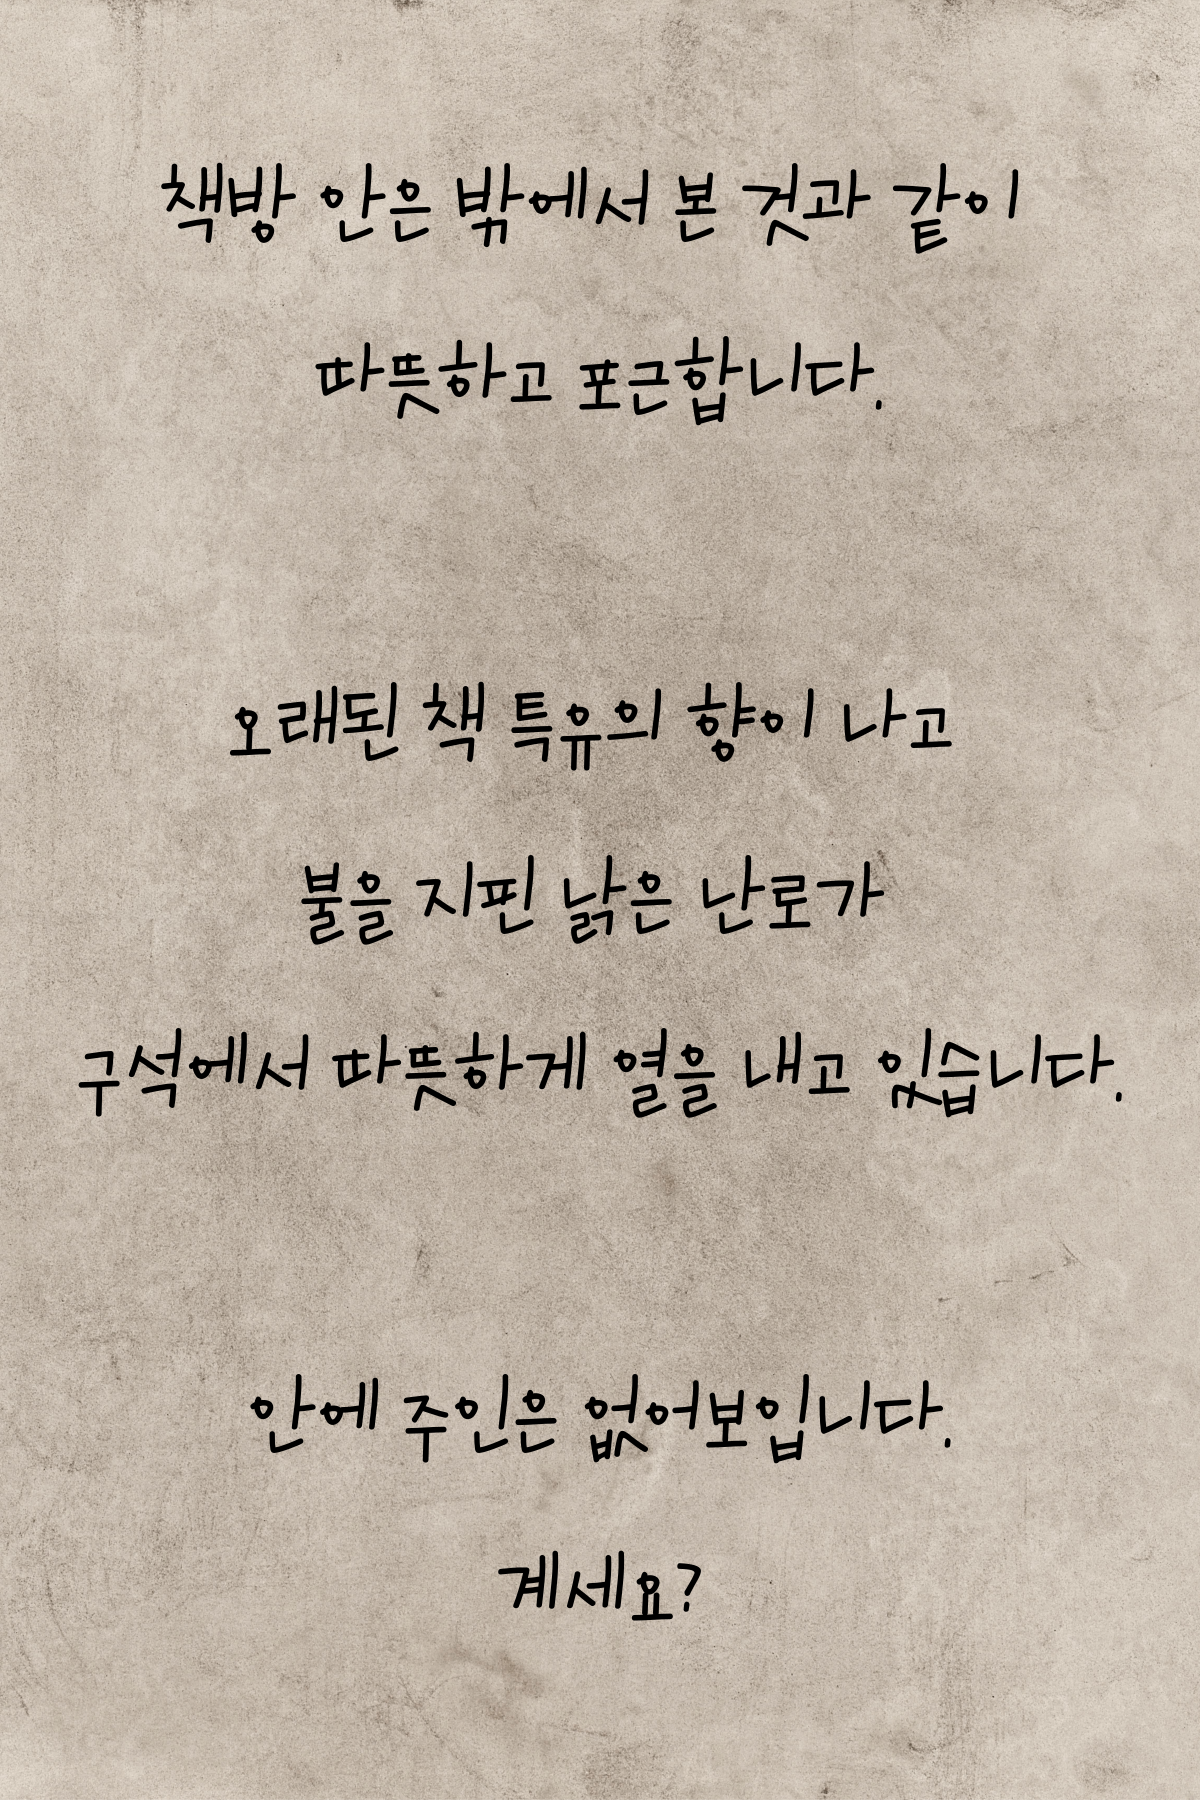 책방 안은 밖에서 본 것과 같이
따뜻하고 포근합니다.
오래된 책 특유의 향이 나고
불을 지핀 낡은 난로가
구석에서 따뜻하게 열을 내고 있습니다.
안에 주인은 없어보입니다.
계세요?